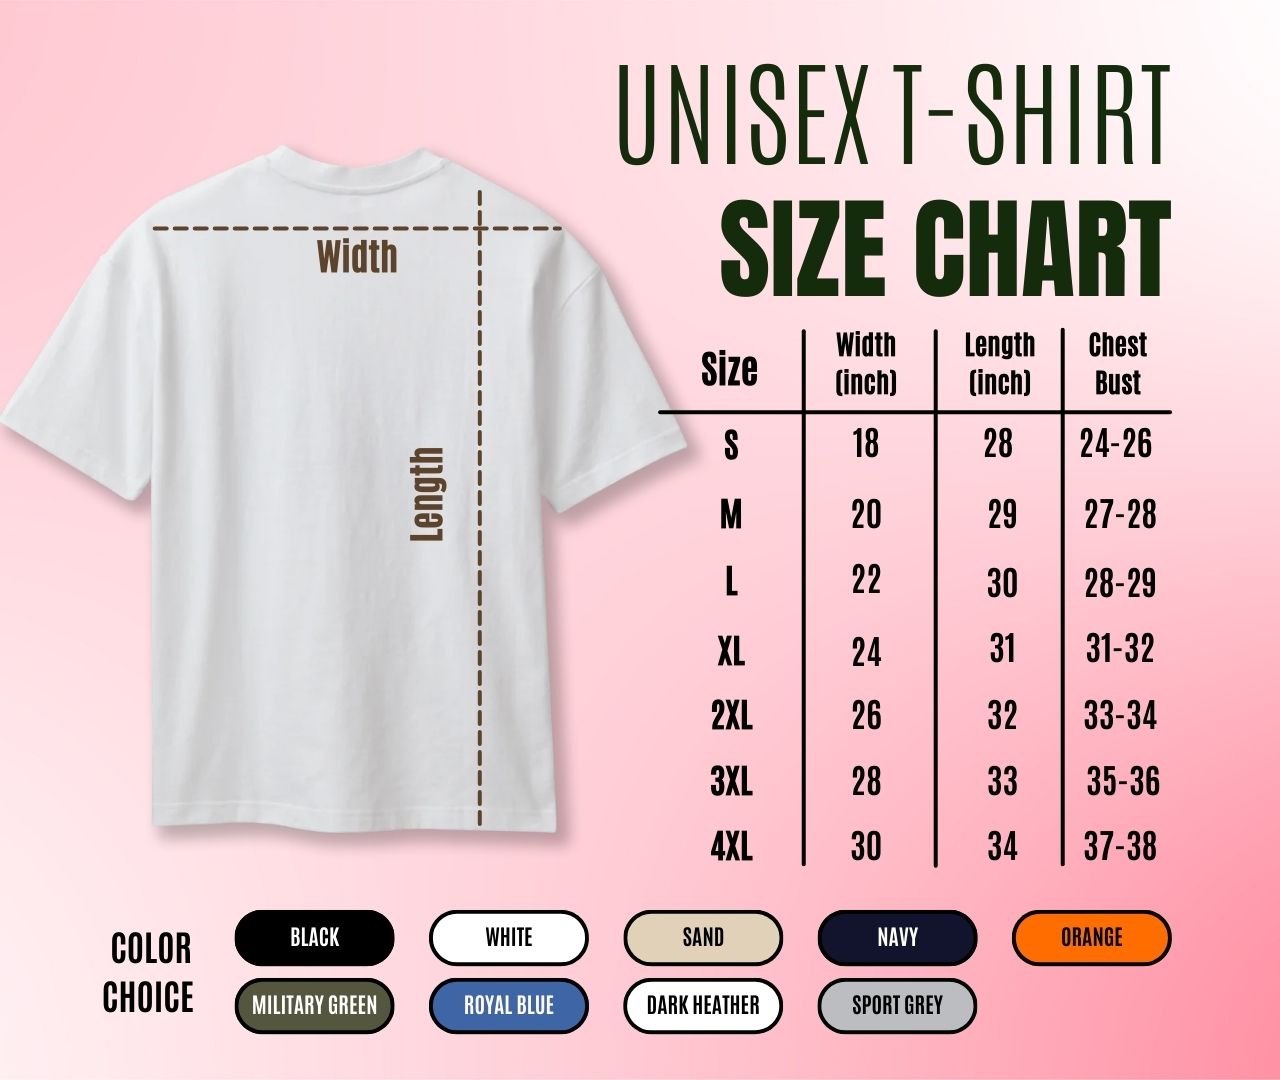 UNISEX T-SHIRT
SIZE CHART
Width
Length
Size Width (inch) Length (inch) Chest Bust
S 18 28 24-26
M 20 29 27-28
L 22 30 28-29
XL 24 31 31-32
2XL 26 32 33-34
3XL 28 33 35-36
4XL 30 34 37-38
COLOR CHOICE
BLACK WHITE SAND NAVY ORANGE
MILITARY GREEN ROYAL BLUE DARK HEATHER SPORT GREY